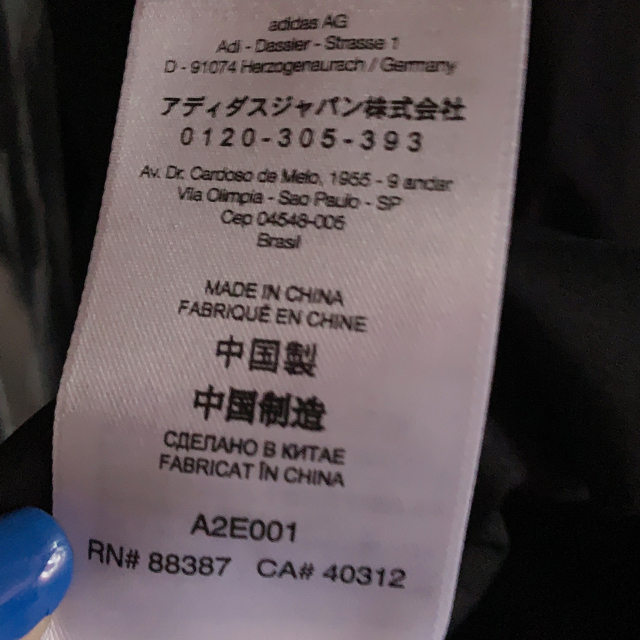 adidas AG
Adi - Dassler - Strasse 1
D - 91074 Herzogenaurach / Germany
アディダスジャパン株式会社
0120-305-393
Av. Dr. Cardoso de Melo, 1955 - 9 andar
Vila Olimpia - Sao Paulo - SP
Cep 04548-005
Brasil
MADE IN CHINA
FABRIQUÉ EN CHINE
中国製
中国制造
СДЕЛАНО В КИТАЕ
FABRICAT ÎN CHINA
A2E001
RN# 88387 CA# 40312